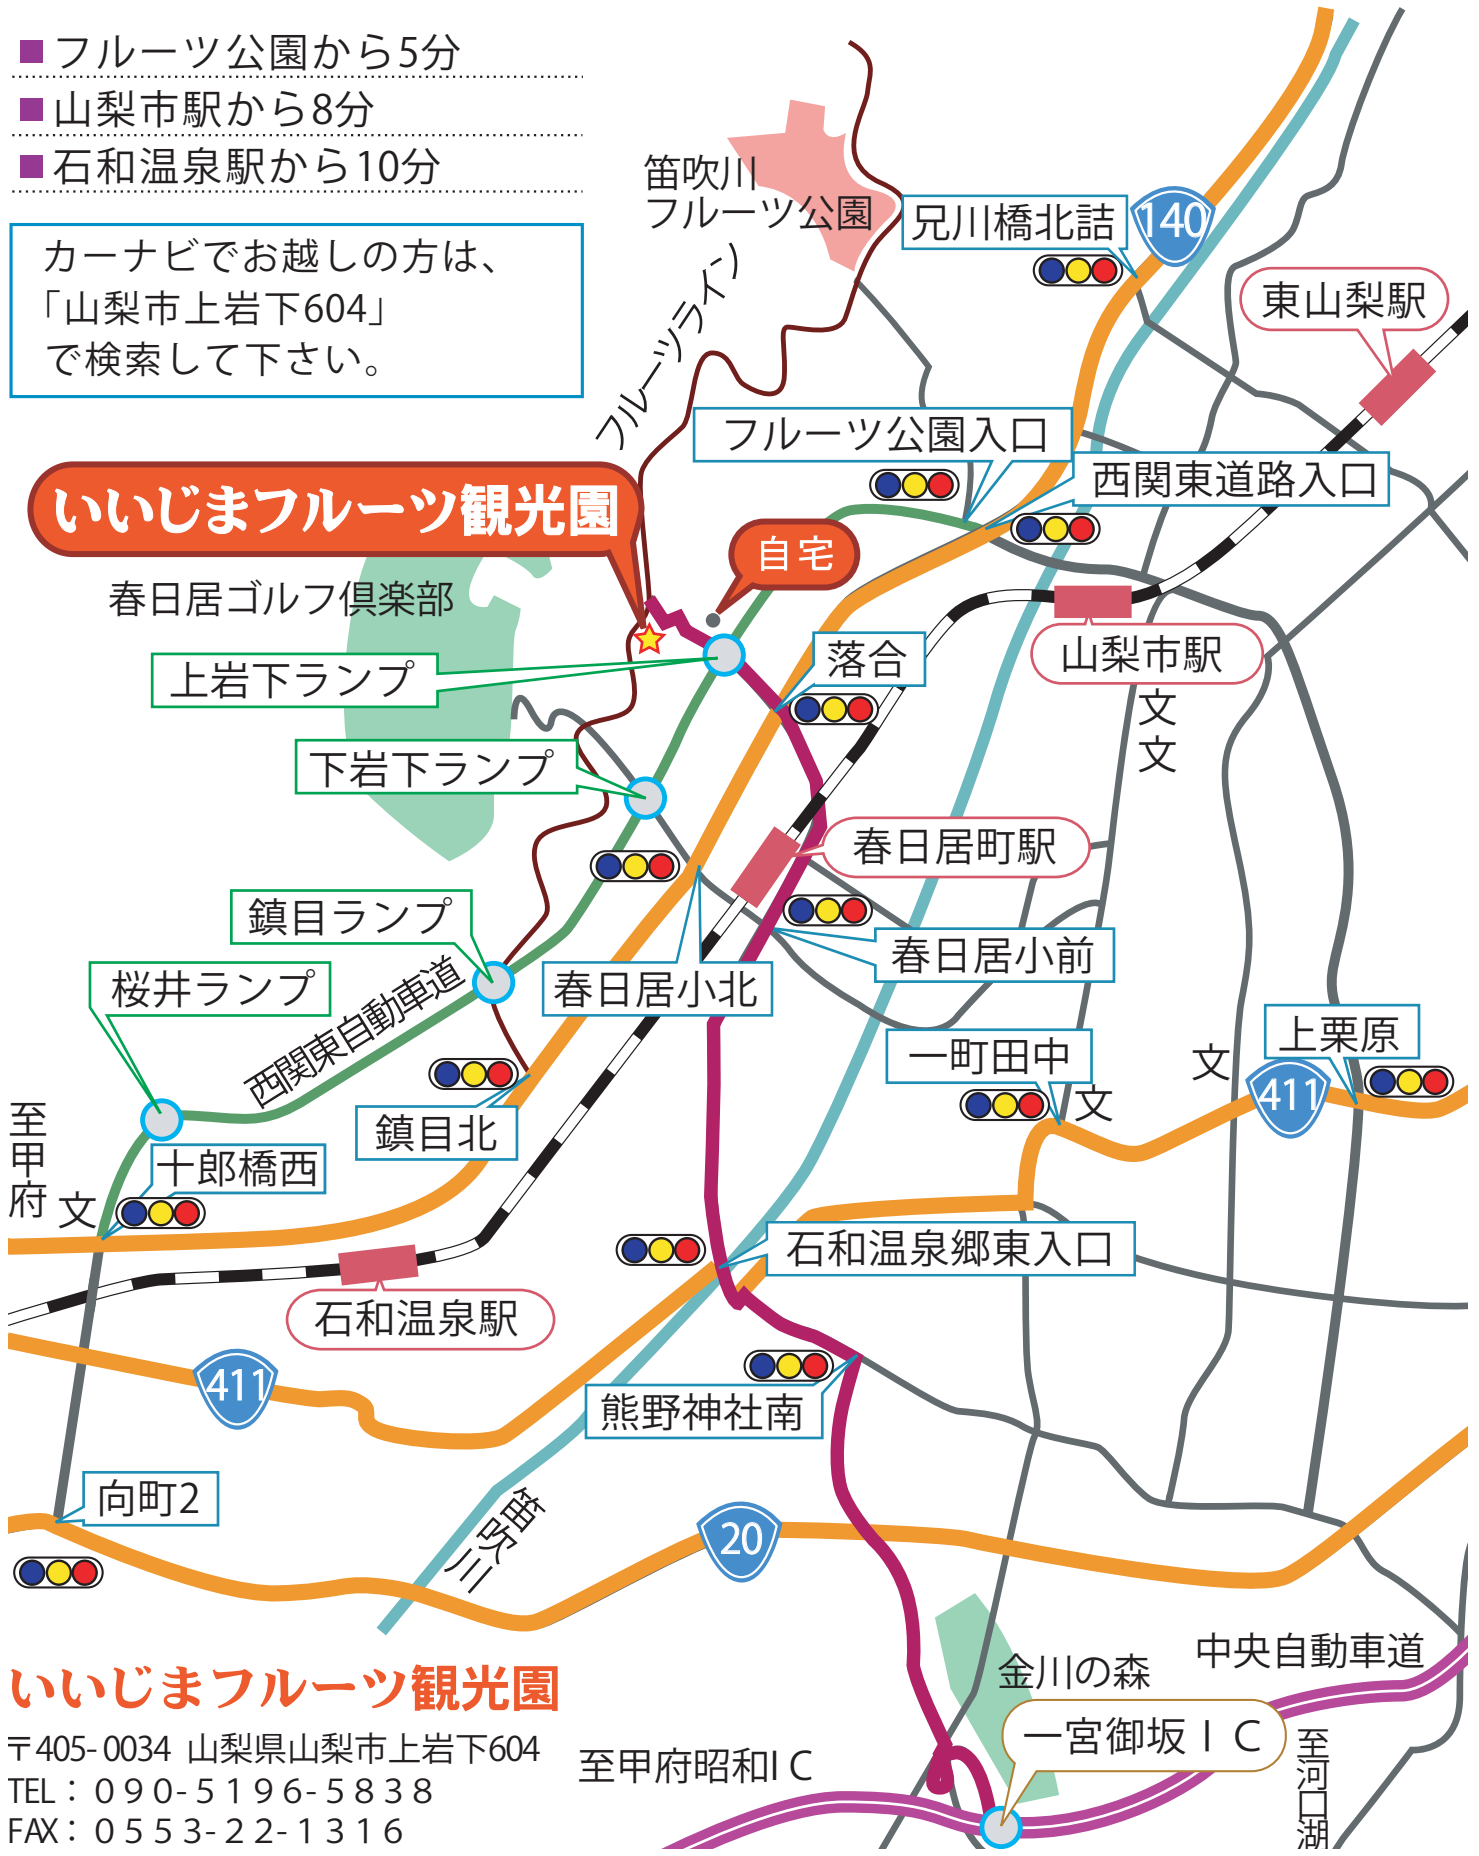 フルーツ公園から5分
山梨市駅から8分
石和温泉駅から10分
カーナビでお越しの方は、
「山梨市上岩下604」
で検索して下さい。
笛吹川
フルーツ公園
兄川橋北詰
140
東山梨駅
フルーツライン
フルーツ公園入口
西関東道路入口
いいじまフルーツ観光園
自宅
春日居ゴルフ倶楽部
山梨市駅
落合
上岩下ランプ
文
文
下岩下ランプ
春日居町駅
鎮目ランプ
春日居小前
桜井ランプ
西関東自動車道
春日居小北
一町田中
文
上栗原
文
411
鎮目北
至甲府
十郎橋西
文
石和温泉郷東入口
石和温泉駅
411
熊野神社南
向町2
笛吹川
20
金川の森
中央自動車道
一宮御坂ＩＣ
至甲府昭和IC
至河口湖
いいじまフルーツ観光園
〒405-0034 山梨県山梨市上岩下604
TEL：０９０-５１９６-５８３８
FAX：０５５３-２２-１３１６